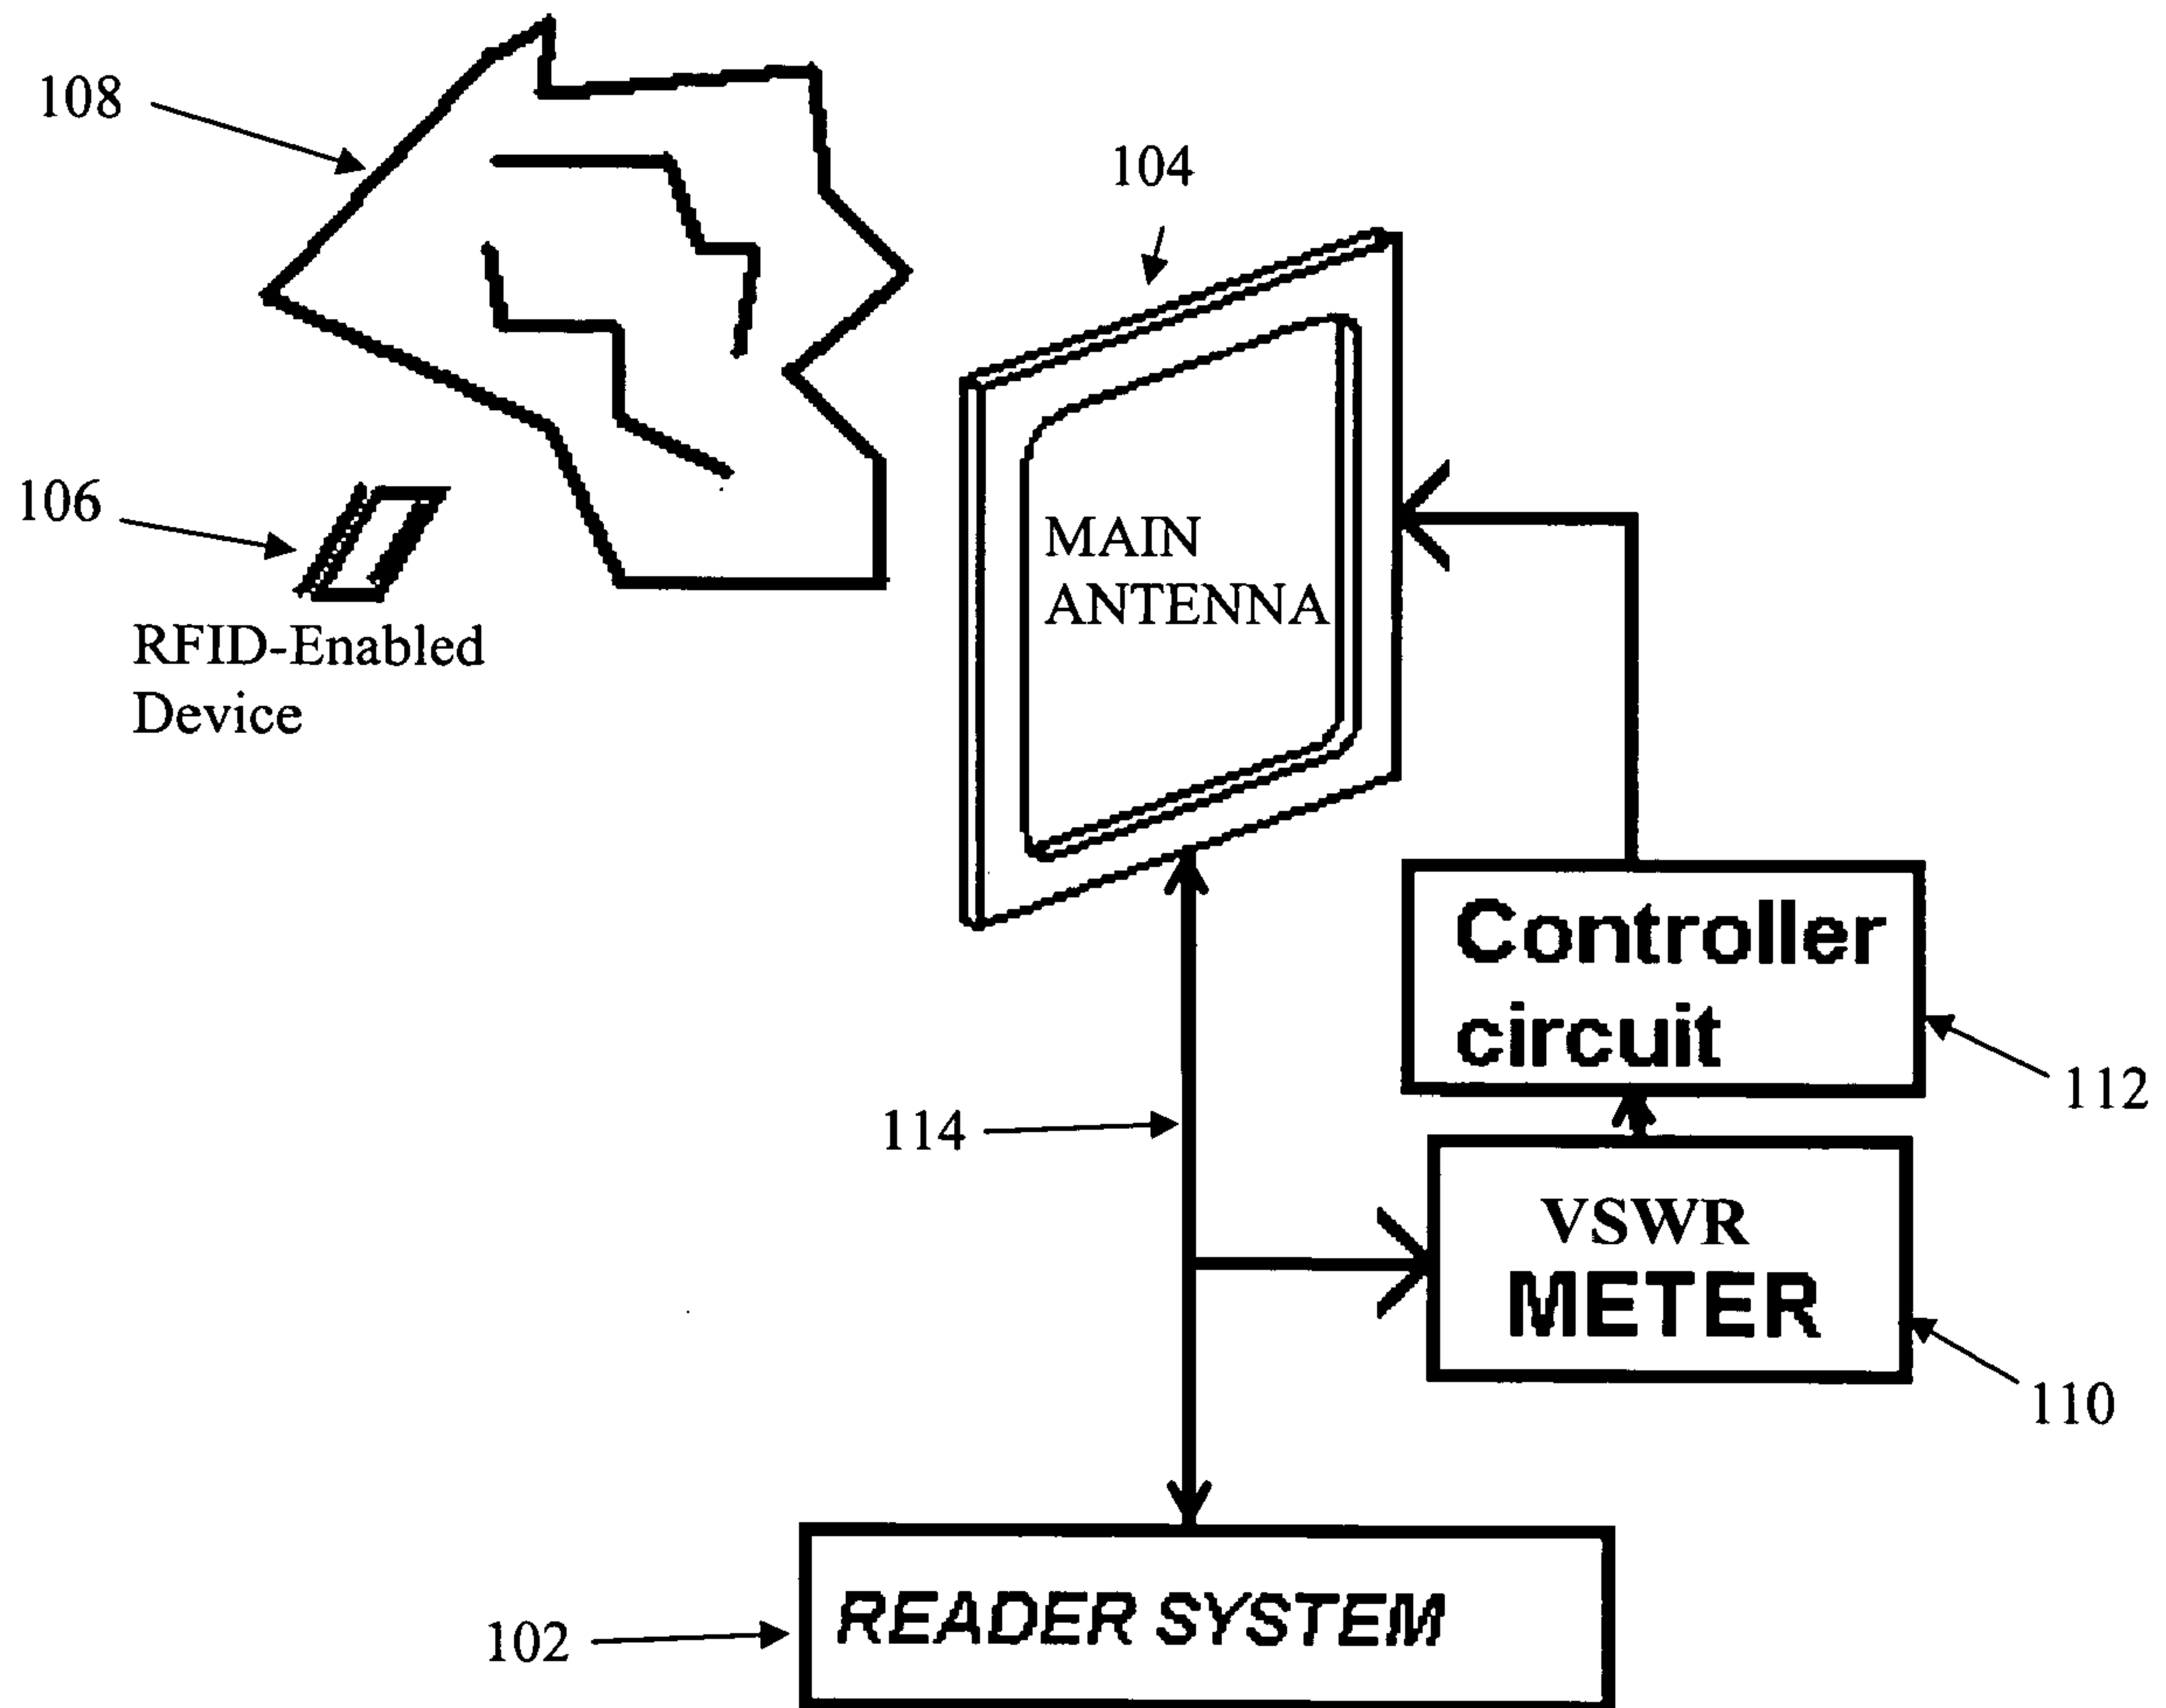 108
104
106
MAIN
ANTENNA
RFID-Enabled
Device
Controller
circuit
112
114
VSWR
METER
110
READER SYSTEM
102